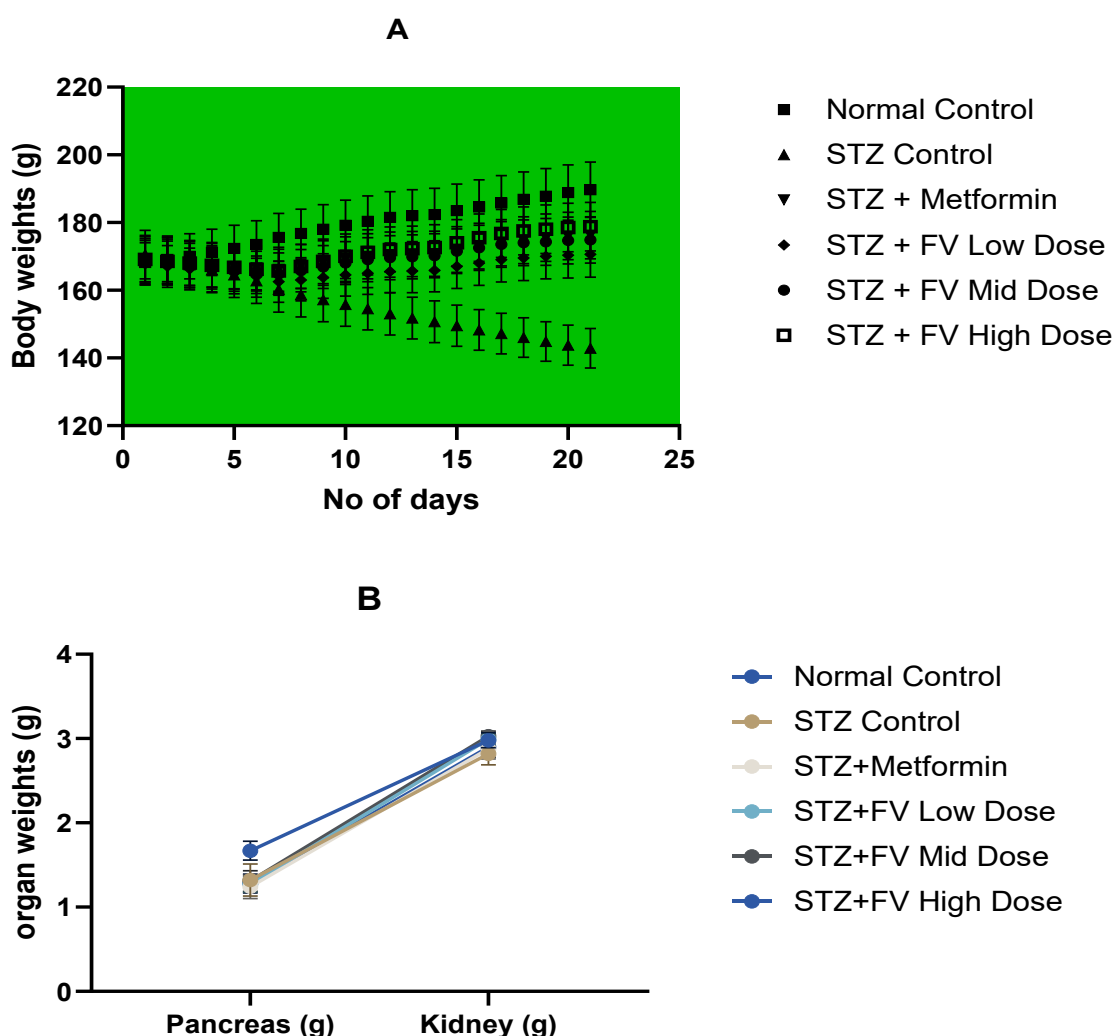 A
220
200
180
160
140
120
Body weights (g)
0 5 10 15 20 25
No of days
Normal Control
STZ Control
STZ + Metformin
STZ + FV Low Dose
STZ + FV Mid Dose
STZ + FV High Dose
B
4
3
2
1
0
organ weights (g)
Pancreas (g) Kidney (g)
Normal Control
STZ Control
STZ+Metformin
STZ+FV Low Dose
STZ+FV Mid Dose
STZ+FV High Dose